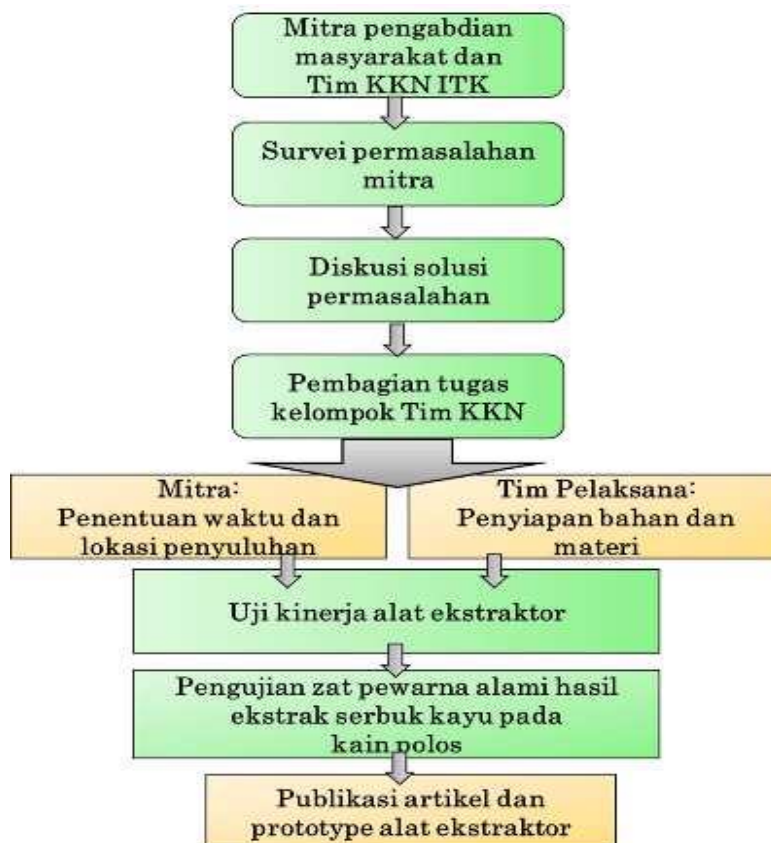 Mitra pengabdian
masyarakat dan
Tim KKN ITK
Survei permasalahan
mitra
Diskusi solusi
permasalahan
Pembagian tugas
kelompok Tim KKN
Mitra:
Penentuan waktu dan
lokasi penyuluhan
Tim Pelaksana:
Penyiapan bahan dan
materi
Uji kinerja alat ekstraktor
Pengujian zat pewarna alami hasil
ekstrak serbuk kayu pada
kain polos
Publikasi artikel dan
prototype alat ekstraktor